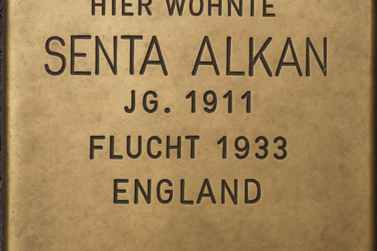 HIER WOHNTE
SENTA ALKAN
JG. 1911
FLUCHT 1933
ENGLAND